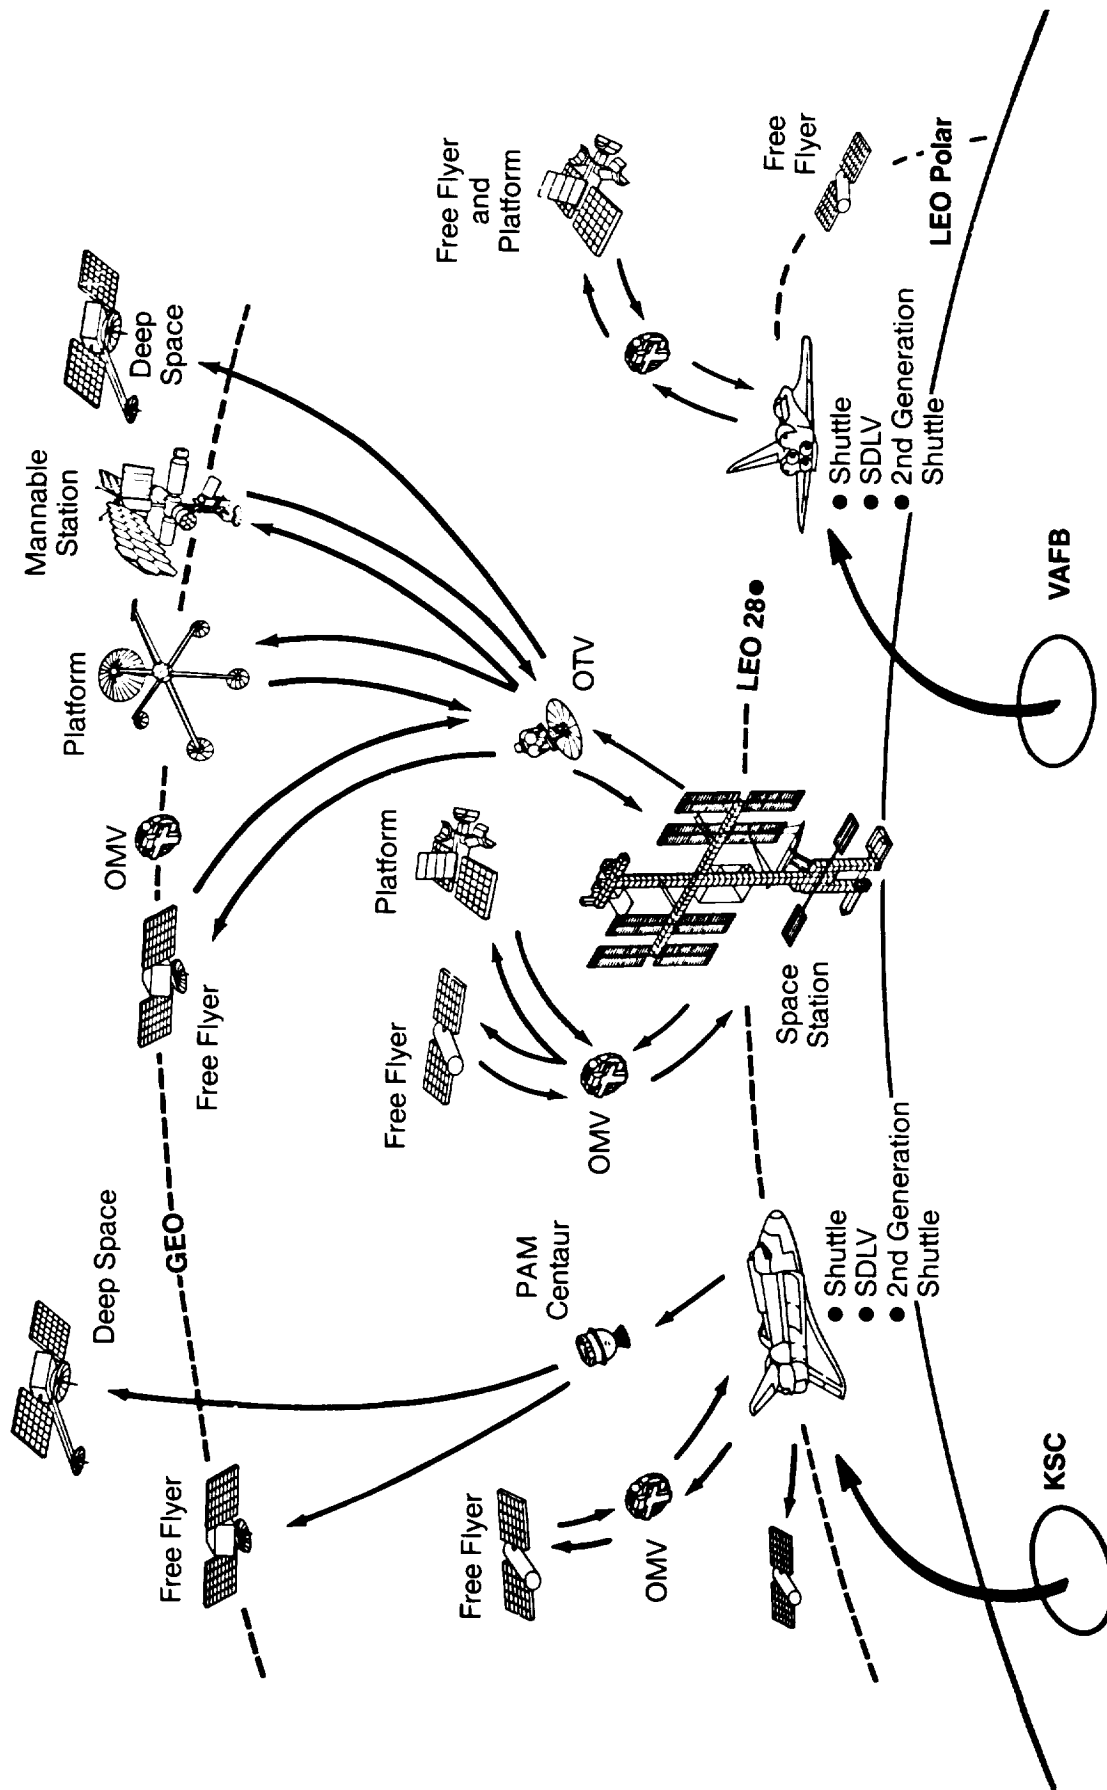 Deep Space
GEO
Free Flyer
Free Flyer
OMV
Platform
Mannable
Station
Deep
Space
Free Flyer
OMV
PAM
Centaur
Free Flyer
Platform
OMV
OTV
Free Flyer
and
Platform
Free
Flyer
LEO 28●
LEO Polar
Space
Station
● Shuttle
● SDLV
● 2nd Generation
Shuttle
● Shuttle
● SDLV
● 2nd Generation
Shuttle
KSC
VAFB